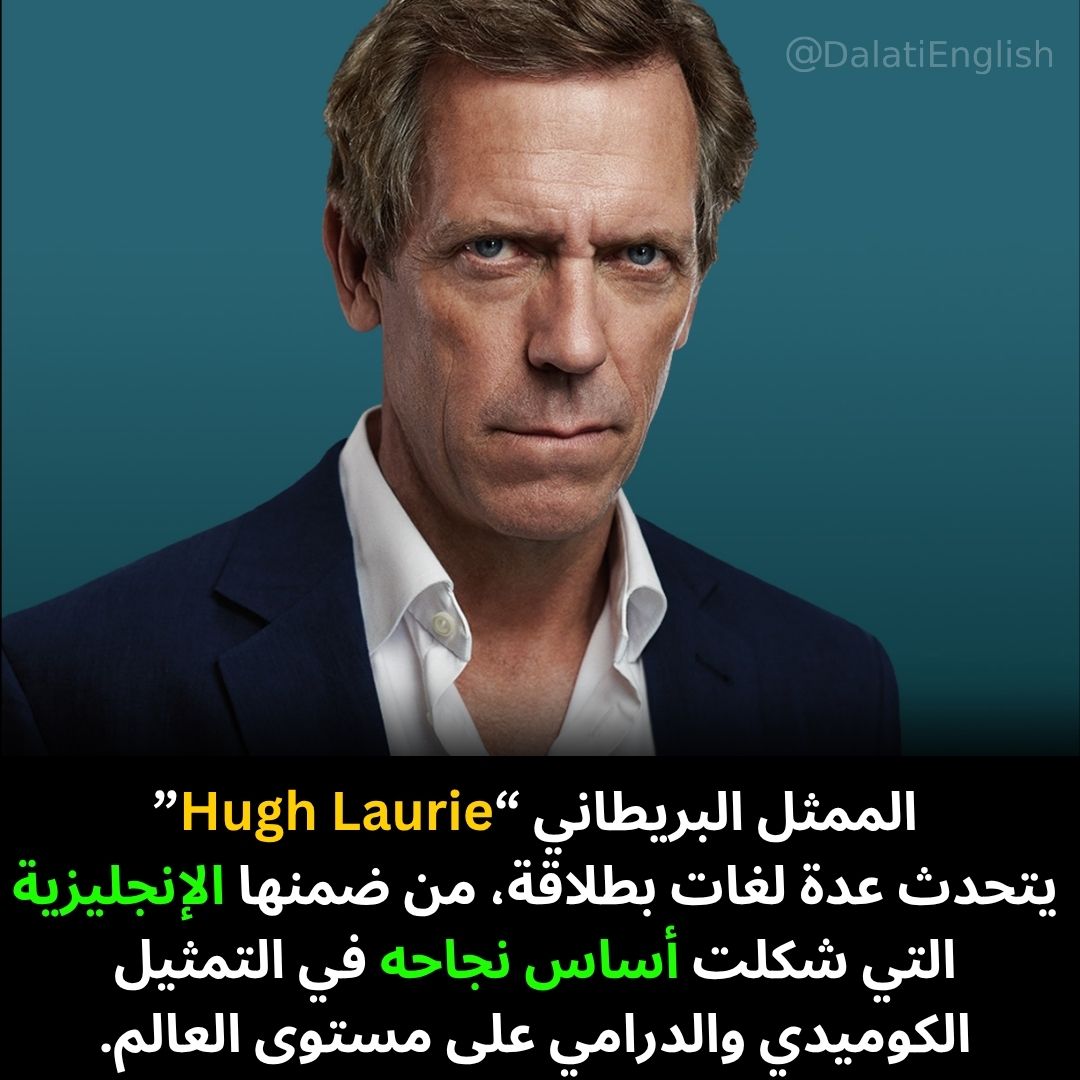 @DalatiEnglish
الممثل البريطاني “Hugh Laurie”
يتحدث عدة لغات بطلاقة، من ضمنها الإنجليزية
التي شكلت أساس نجاحه في التمثيل
الكوميدي والدرامي على مستوى العالم.